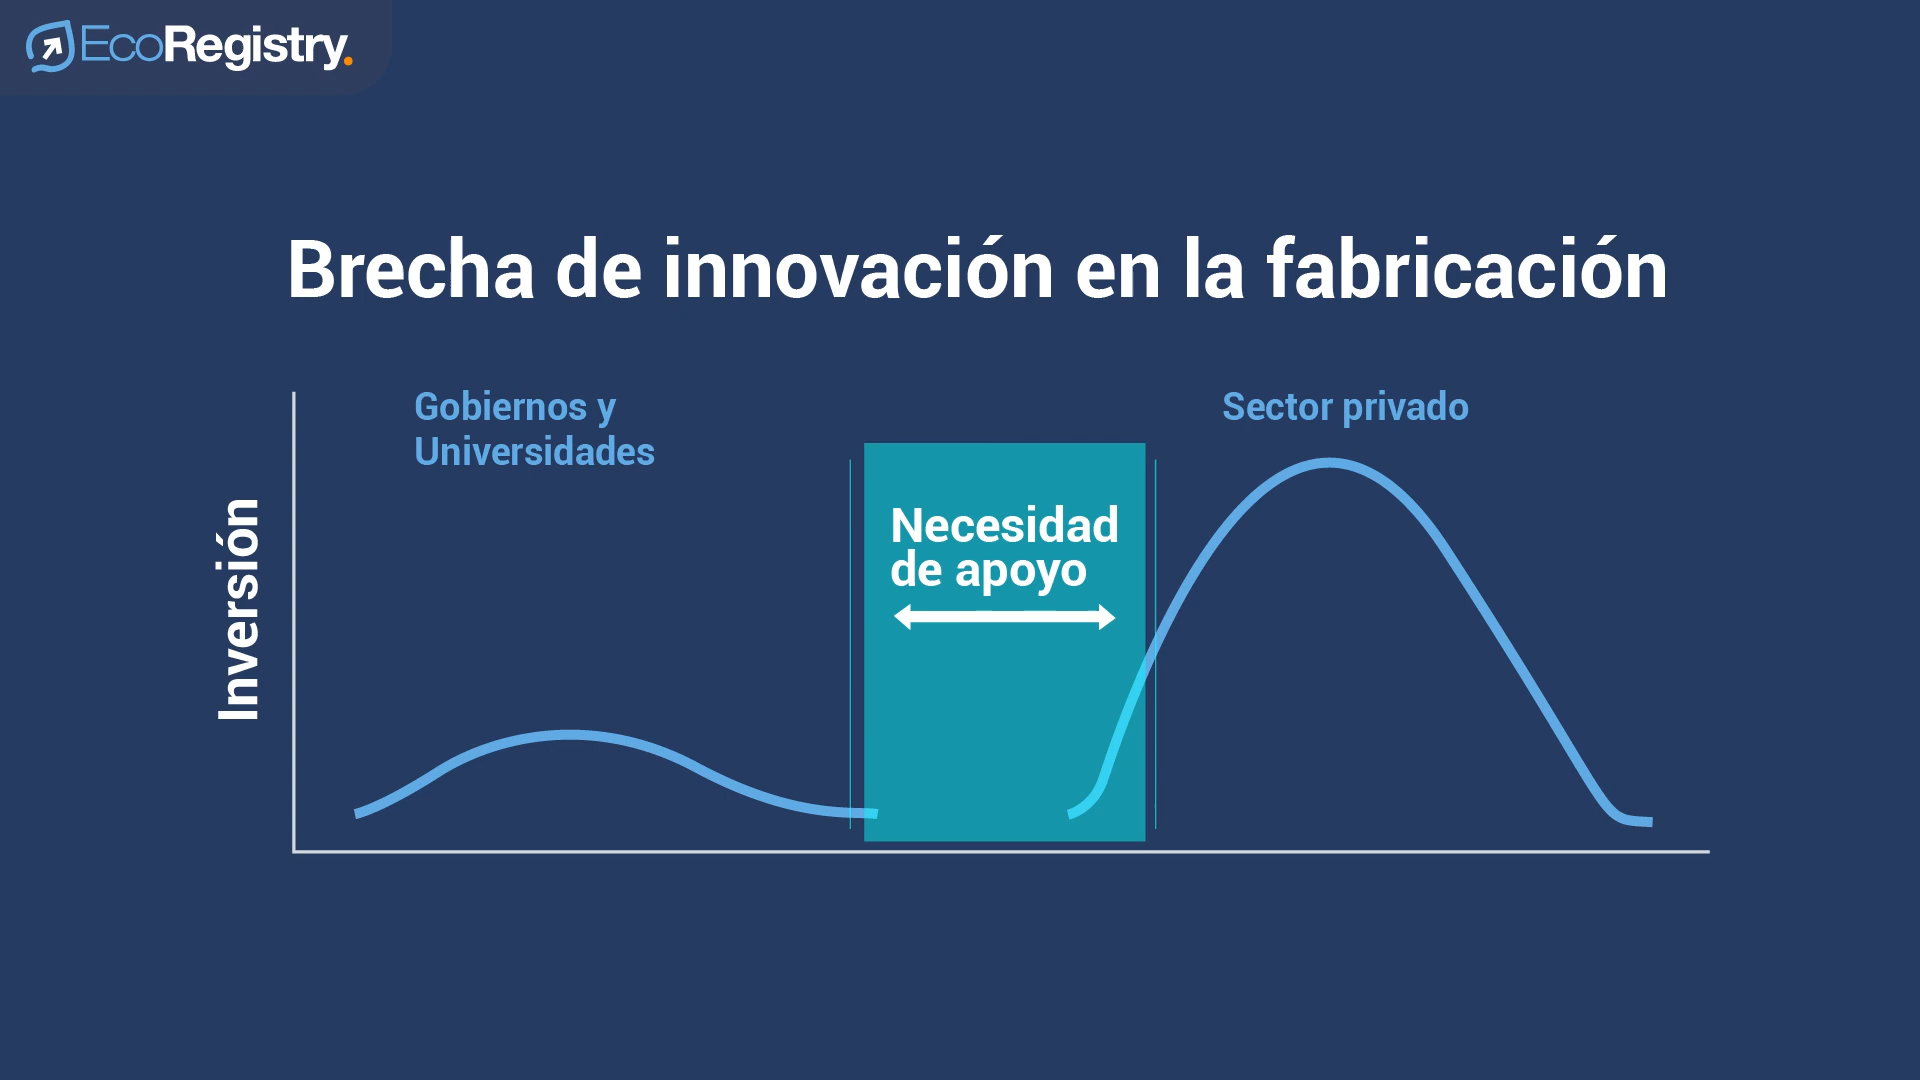 EcoRegistry.
Brecha de innovación en la fabricación
Gobiernos y
Universidades
Sector privado
Necesidad
de apoyo
Inversión